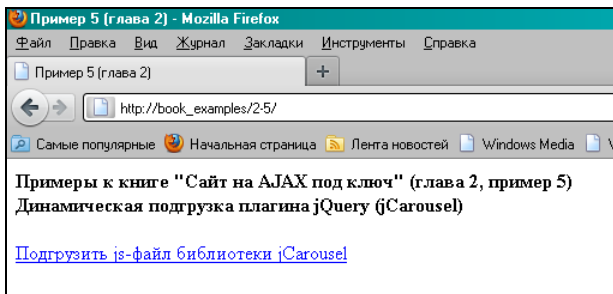 Пример 5 (глава 2) - Mozilla Firefox
Файл Правка Вид Журнал Закладки Инструменты Справка
Пример 5 (глава 2) +
http://book_examples/2-5/
Самые популярные Начальная страница Лента новостей Windows Media
Примеры к книге "Сайт на AJAX под ключ" (глава 2, пример 5)
Динамическая подгрузка плагина jQuery (jCarousel)
Подгрузить js-файл библиотеки jCarousel